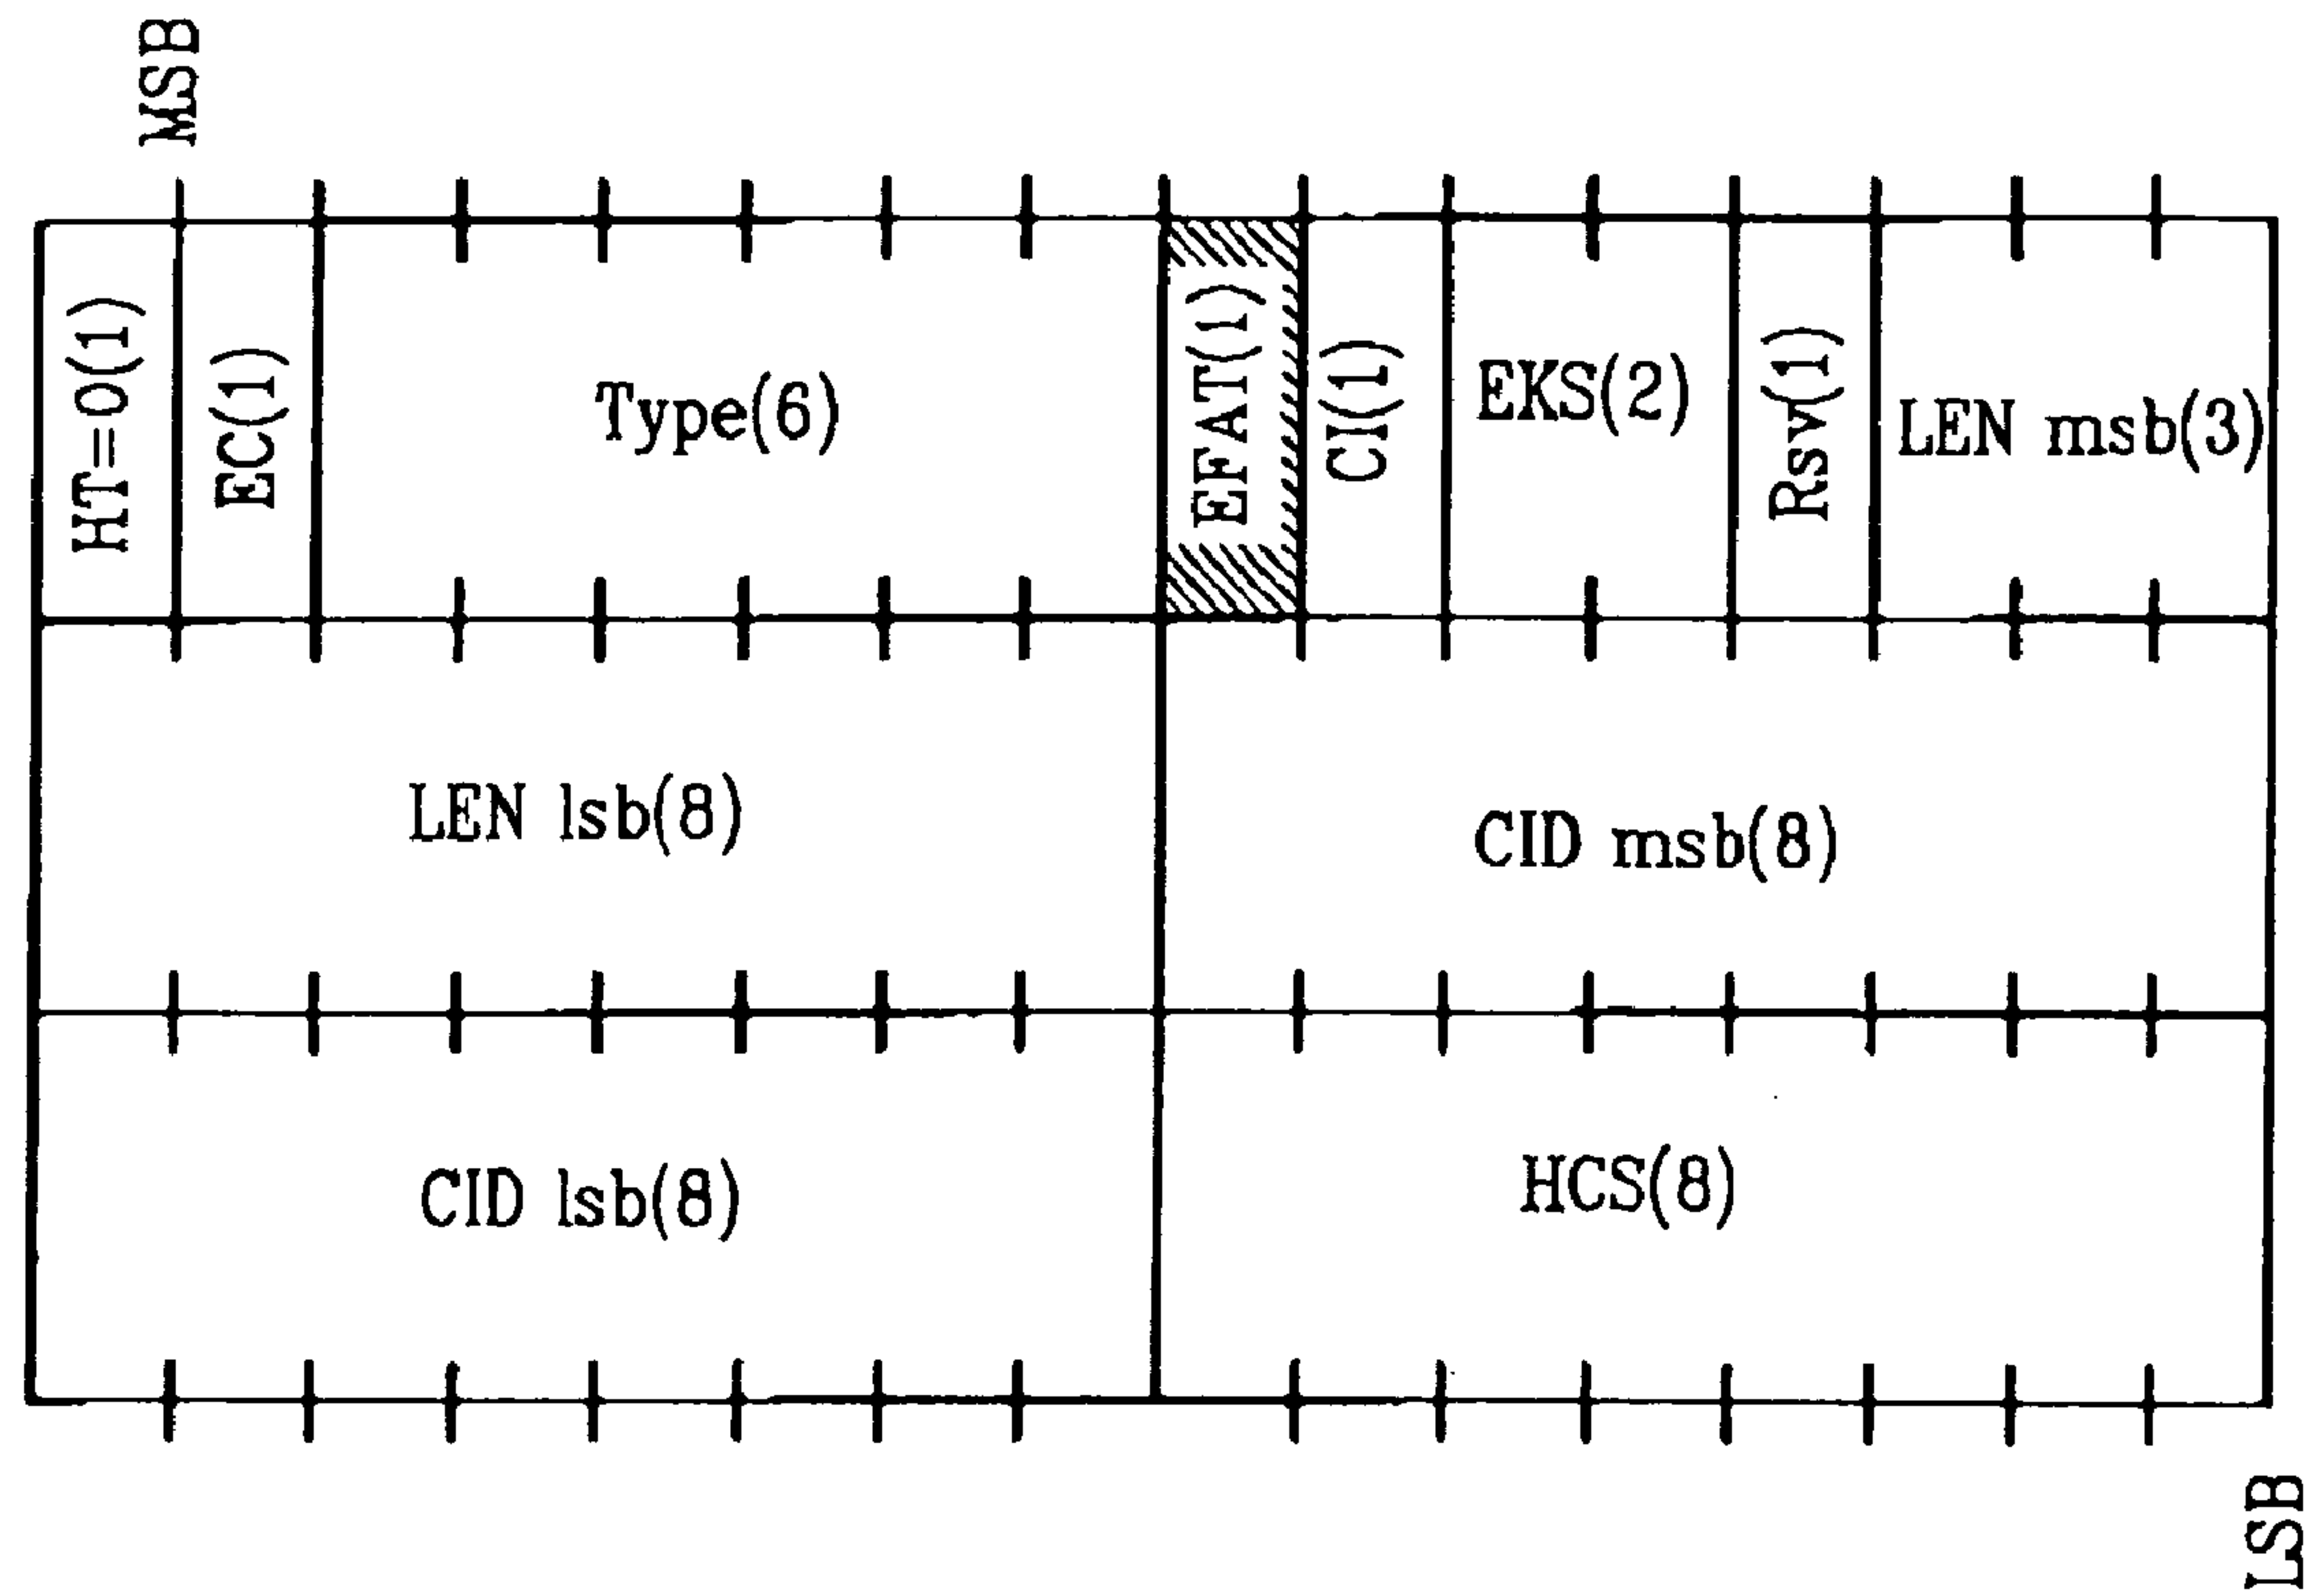 MSB
HT=0(1)
EC(1)
Type(6)
EFAT(1)
CI(1)
EKS(2)
Rsv(1)
LEN msb(3)
LEN lsb(8)
CID msb(8)
CID lsb(8)
HCS(8)
LSB